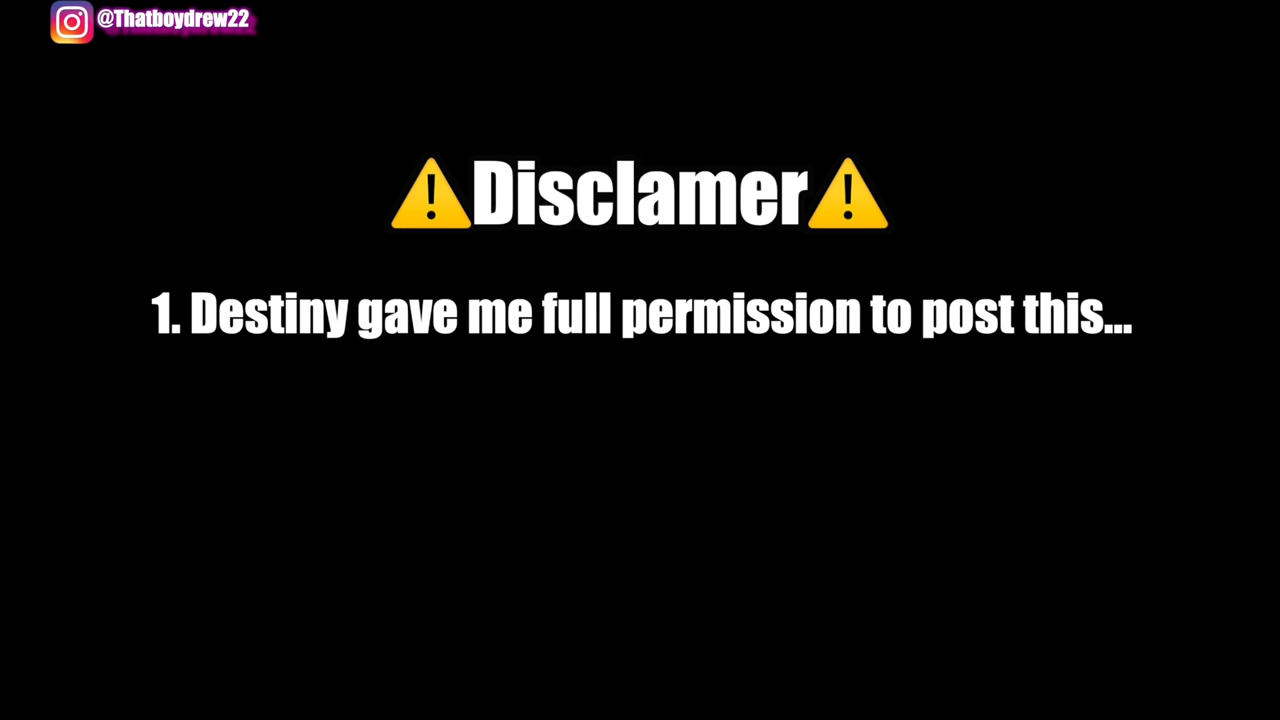 @Thatboydrew22
⚠️Disclamer⚠️
1. Destiny gave me full permission to post this...